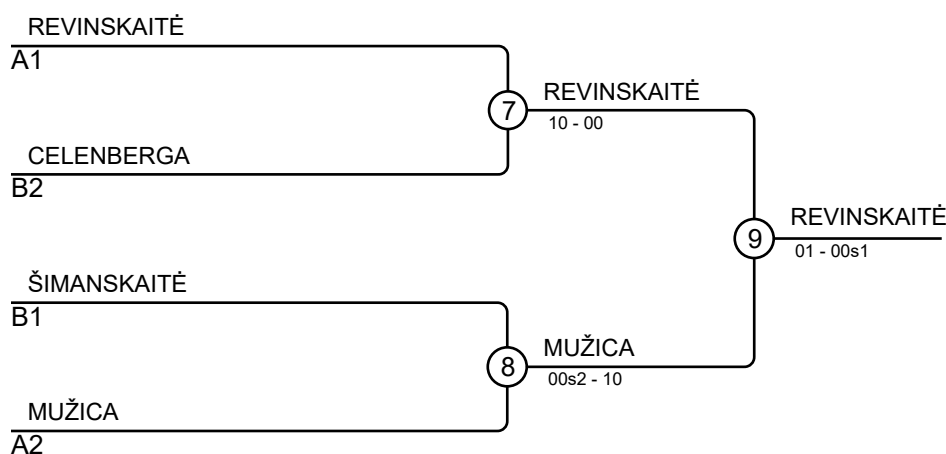 REVINSKAITĖ
A1
7
REVINSKAITĖ
10 - 00
CELENBERGA
B2
9
REVINSKAITĖ
01 - 00s1
ŠIMANSKAITĖ
B1
8
MUŽICA
00s2 - 10
MUŽICA
A2